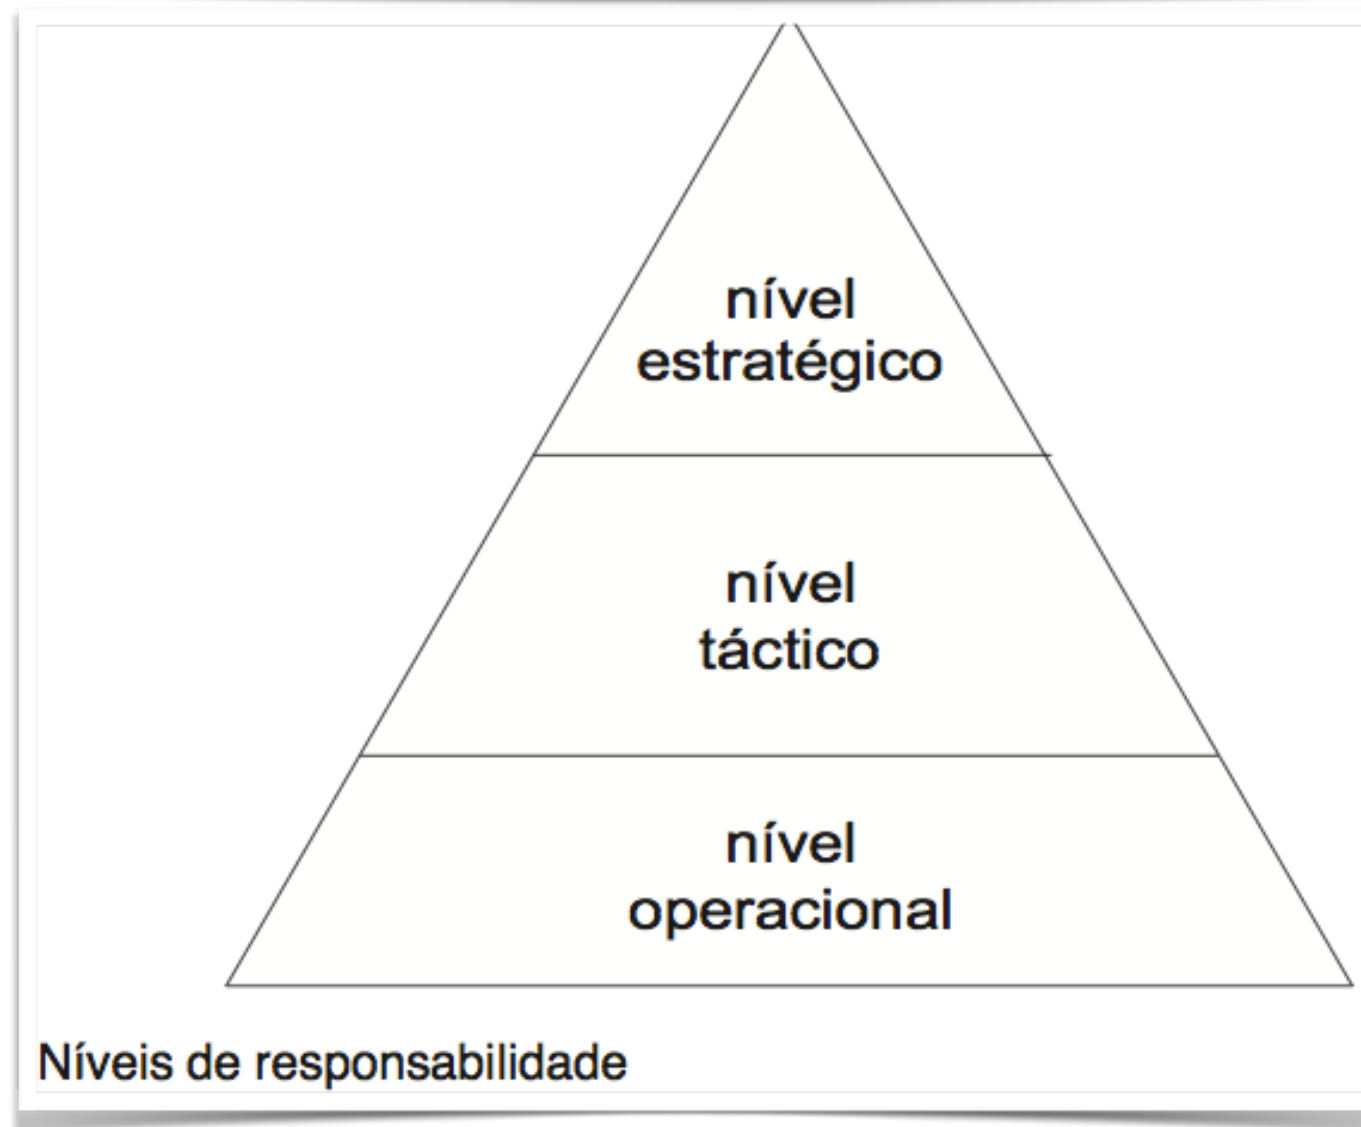 nível
estratégico
nível
táctico
nível
operacional
Níveis de responsabilidade